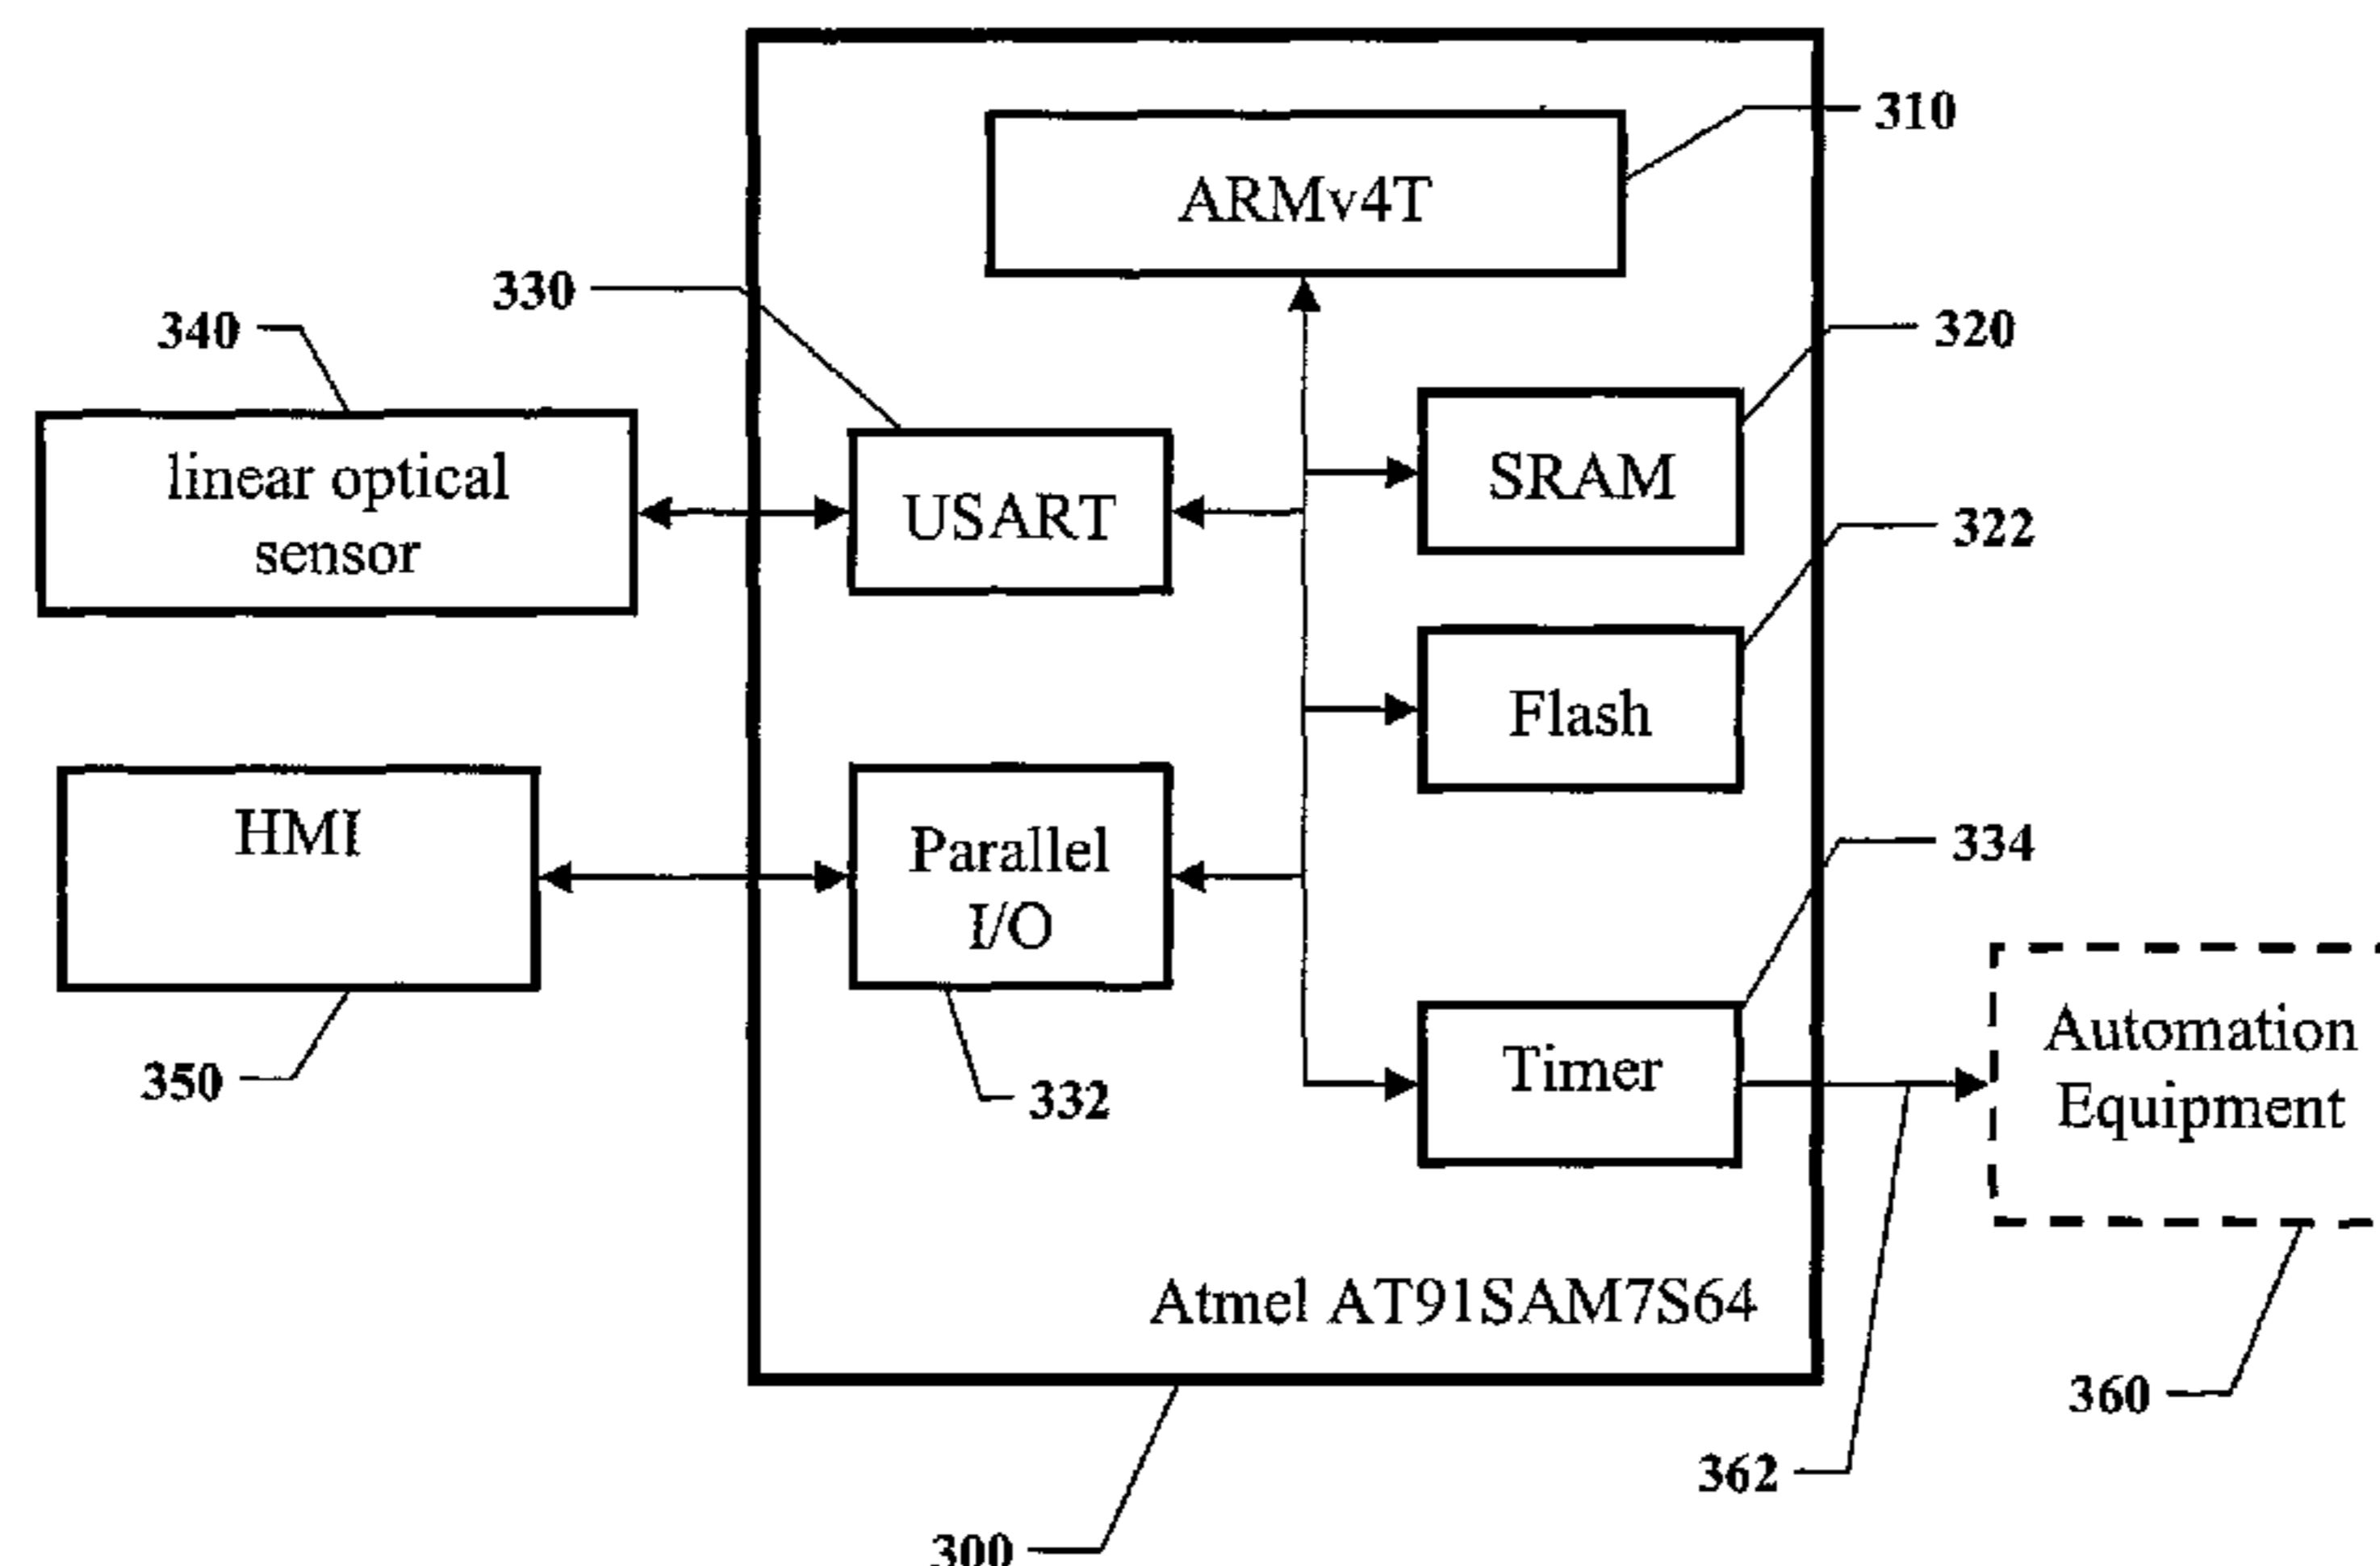 310
ARMv4T
330
340
320
linear optical
sensor
USART
SRAM
322
Flash
HMI
Parallel
I/O
334
350
332
Timer
Automation
Equipment
Atmel AT91SAM7S64
360
362
300